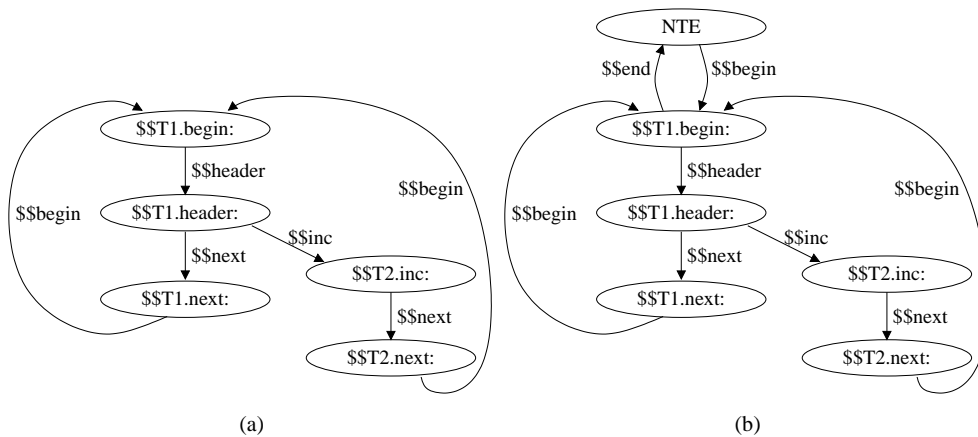 $$T1.begin:
$$header
$$begin
$$begin
$$T1.header:
$$inc
$$next
$$T2.inc:
$$T1.next:
$$next
$$T2.next:
(a)
NTE
$$end
$$begin
$$T1.begin:
$$header
$$begin
$$begin
$$T1.header:
$$inc
$$next
$$T2.inc:
$$T1.next:
$$next
$$T2.next:
(b)